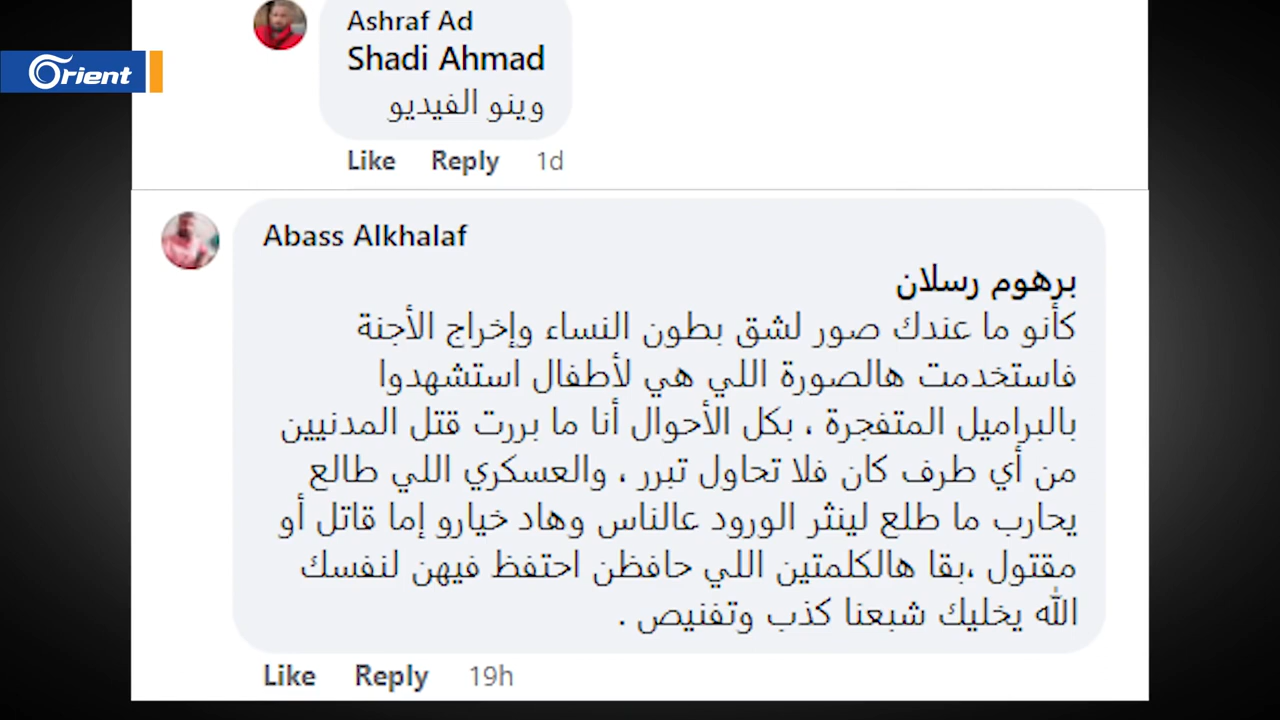 Orient
Ashraf Ad
Shadi Ahmad
وينو الفيديو
Like Reply 1d
Abass Alkhalaf
برهوم رسلان
كأنو ما عندك صور لشق بطون النساء وإخراج الأجنة
فاستخدمت هالصورة اللي هي لأطفال استشهدوا
بالبراميل المتفجرة ، بكل الأحوال أنا ما بررت قتل المدنيين
من أي طرف كان فلا تحاول تبرر ، والعسكري اللي طالع
يحارب ما طلع لينثر الورود عالناس وهاد خيارو إما قاتل أو
مقتول ،بقا هالكلمتين اللي حافظن احتفظ فيهن لنفسك
الله يخليك شبعنا كذب وتفنيص .
Like Reply 19h